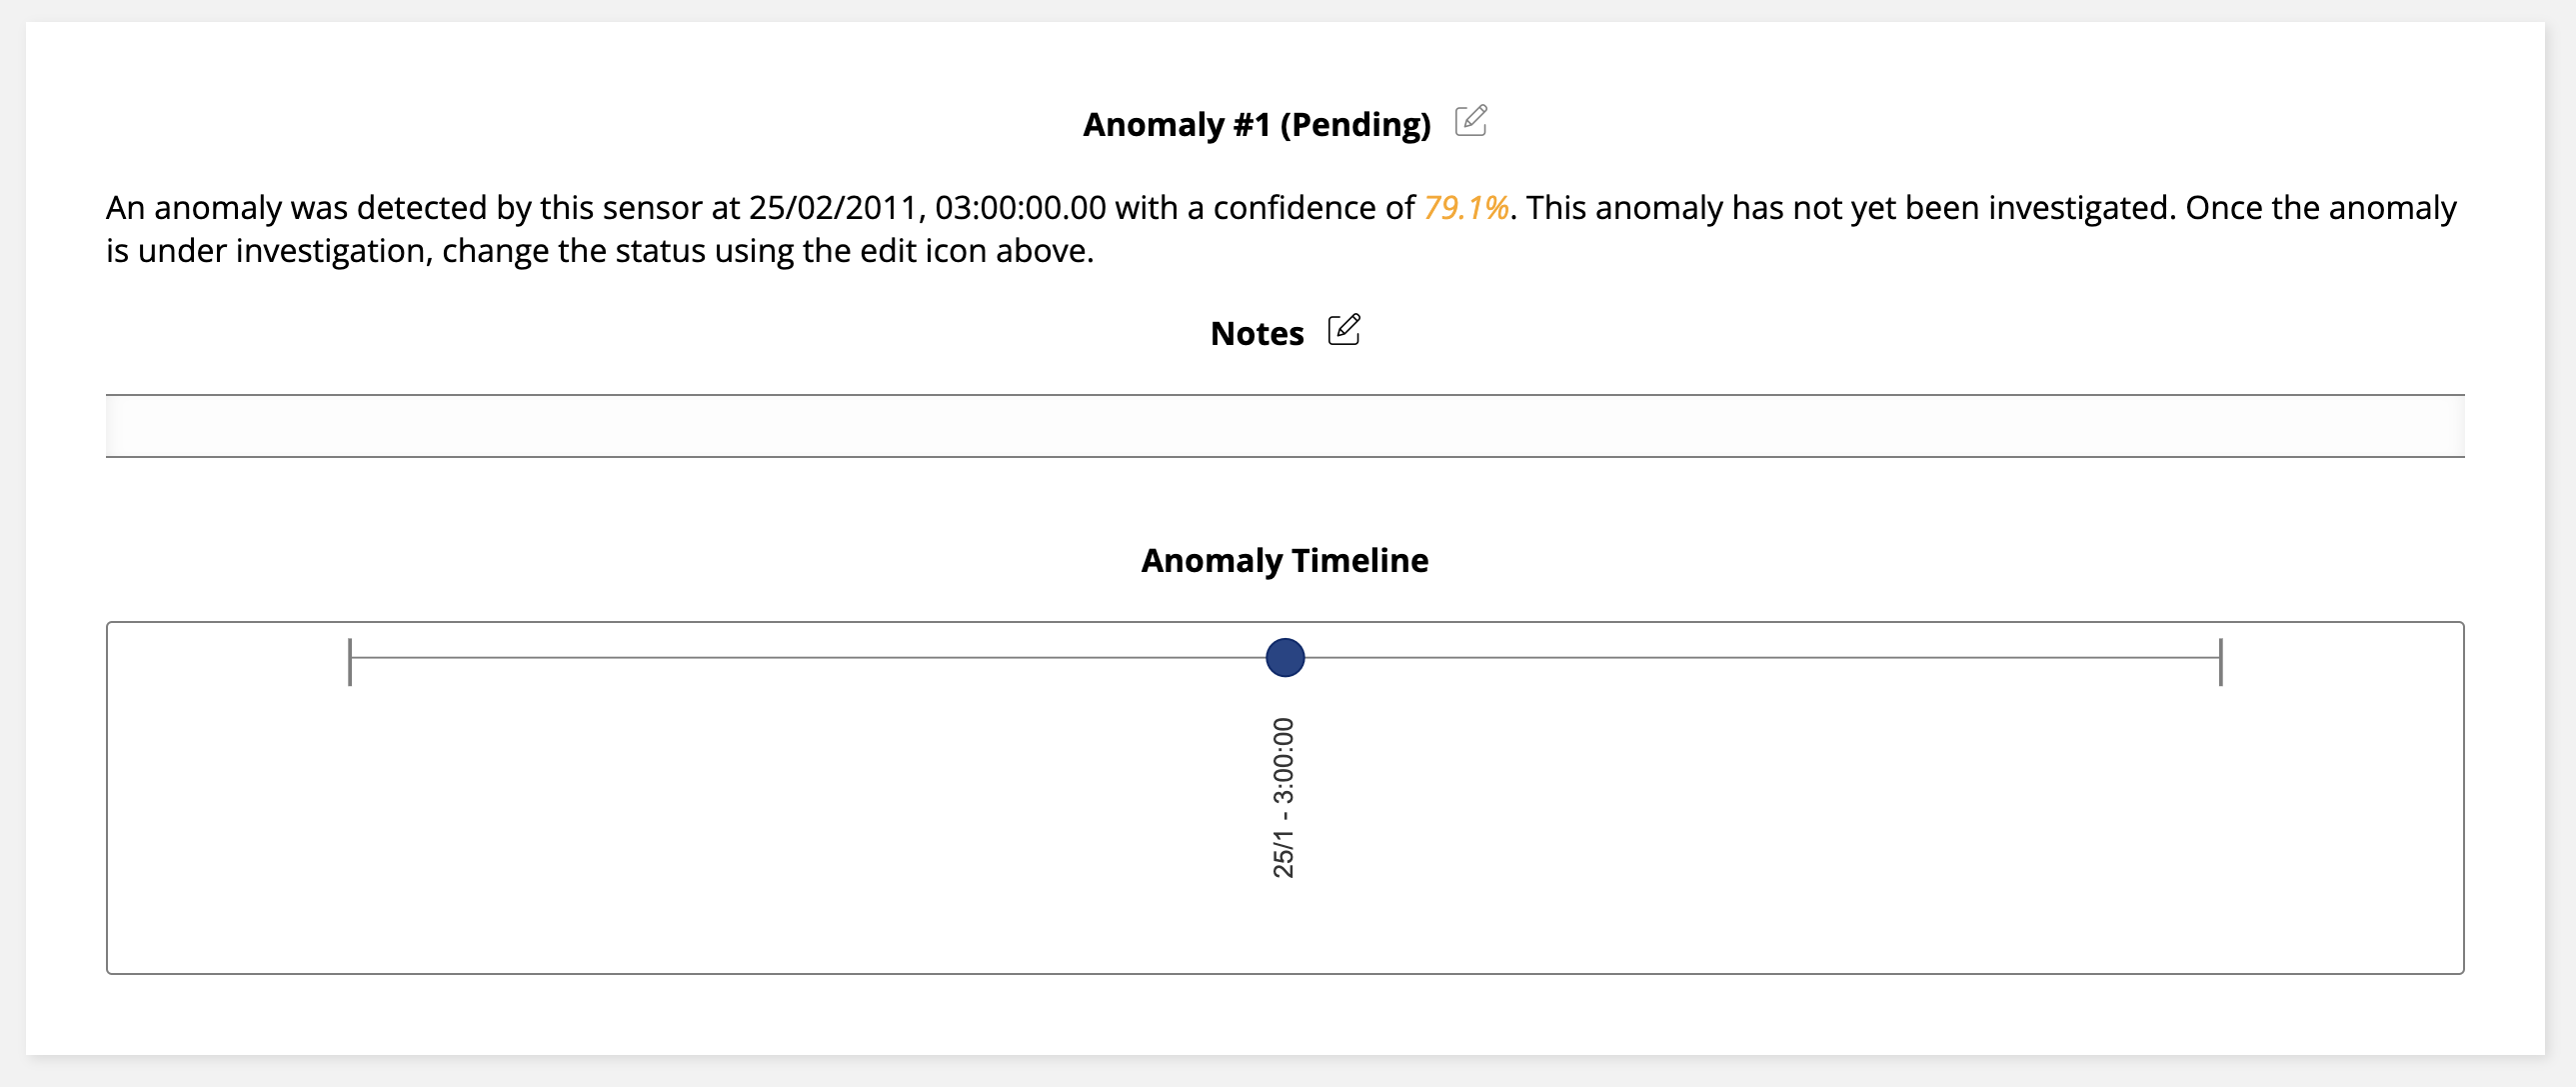 Anomaly #1 (Pending)
An anomaly was detected by this sensor at 25/02/2011, 03:00:00.00 with a confidence of 79.1%. This anomaly has not yet been investigated. Once the anomaly
is under investigation, change the status using the edit icon above.
Notes
Anomaly Timeline
25/1 - 3:00:00